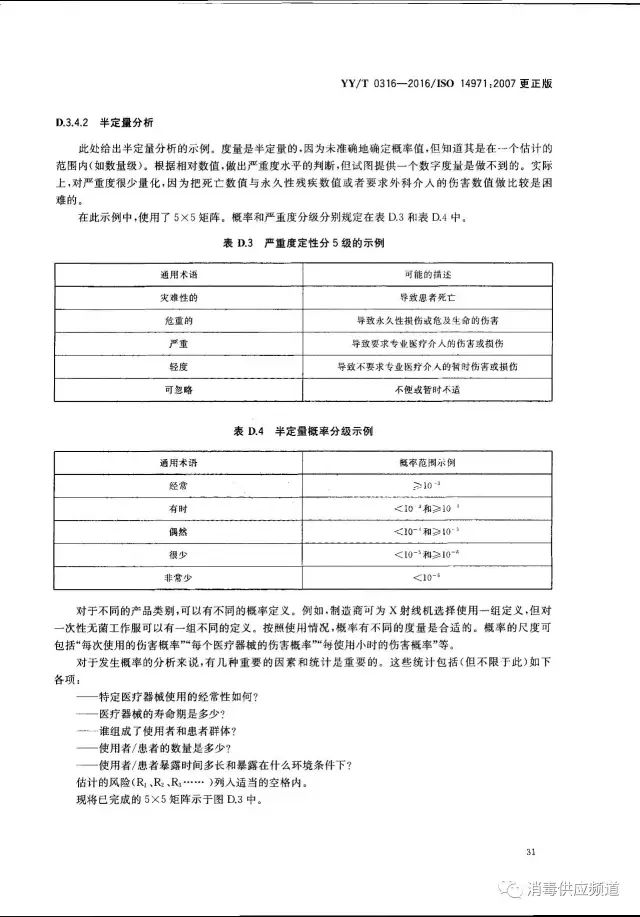 YY/T 0316—2016/ISO 14971:2007 更正版
D.3.4.2 半定量分析
此处给出半定量分析的示例。度量是半定量的,因为未准确地确定概率值,但知道其是在一个估计的
范围内(如数量级)。根据相对数值,做出严重度水平的判断,但试图提供一个数字度量是做不到的。实际
上,对严重度很少量化,因为把死亡数值与永久性残疾数值或者要求外科介入的伤害数值做比较是困
难的。
在此示例中,使用了 5×5 矩阵。概率和严重度分级分别规定在表 D.3 和表 D.4 中。
表 D.3 严重度定性分 5 级的示例
通用术语 可能的描述
灾难性的 导致患者死亡
危重的 导致永久性损伤或危及生命的伤害
严重 导致要求专业医疗介入的伤害或损伤
轻度 导致不要求专业医疗介入的暂时伤害或损伤
可忽略 不便或暂时不适
表 D.4 半定量概率分级示例
通用术语 概率范围示例
经常 ≥10⁻³
有时 <10⁻³和≥10⁻⁴
偶然 <10⁻⁴和≥10⁻⁵
很少 <10⁻⁵和≥10⁻⁶
非常少 <10⁻⁶
对于不同的产品类别,可以有不同的概率定义。例如,制造商可为 X 射线机选择使用一组定义,但对
一次性无菌工作服可以有一组不同的定义。按照使用情况,概率有不同的度量是合适的。概率的尺度可
包括“每次使用的伤害概率”“每个医疗器械的伤害概率”“每使用小时的伤害概率”等。
对于发生概率的分析来说,有几种重要的因素和统计是重要的。这些统计包括(但不限于此)如下
各项:
——特定医疗器械使用的经常性如何?
——医疗器械的寿命期是多少?
——谁组成了使用者和患者群体?
——使用者/患者的数量是多少?
——使用者/患者暴露时间多长和暴露在什么环境条件下?
估计的风险(R₁、R₂、R₃……)列入适当的空格内。
现将已完成的 5×5 矩阵示于图 D.3 中。
31
消毒供应频道